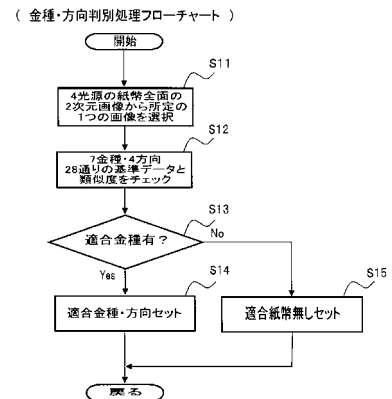 ( 金種・方向判別処理フローチャート )
開始
S11
4光源の紙幣全面の
2次元画像から所定の
1つの画像を選択
S12
7金種・4方向
28通りの基準データと
類似度をチェック
S13
適合金種有?
No
Yes
S14
適合金種・方向セット
S15
適合紙幣無しセット
戻る